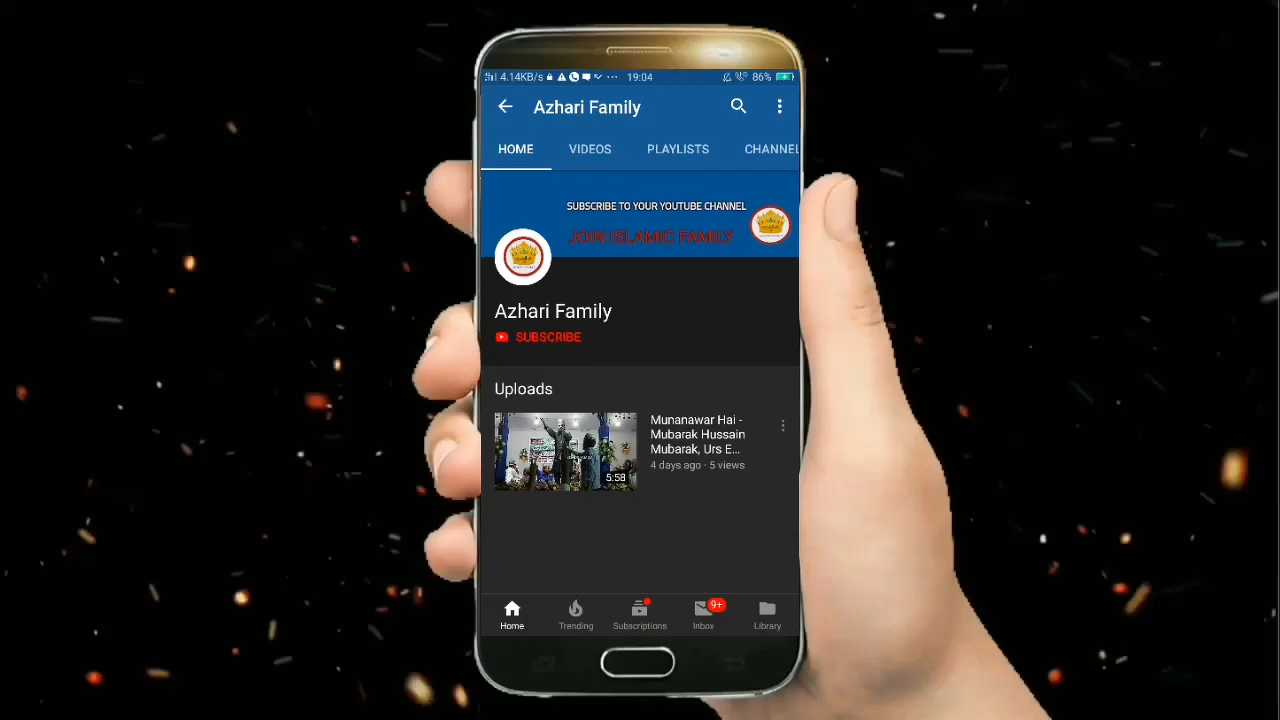 4.14KB/s
19:04
86%
Azhari Family
HOME
VIDEOS
PLAYLISTS
CHANNEL
SUBSCRIBE TO YOUR YOUTUBE CHANNEL
JOIN ISLAMIC FAMILY
Azhari Family
SUBSCRIBE
Uploads
Munanawar Hai -
Mubarak Hussain
Mubarak, Urs E...
4 days ago · 5 views
5:58
9+
Home
Trending
Subscriptions
Inbox
Library